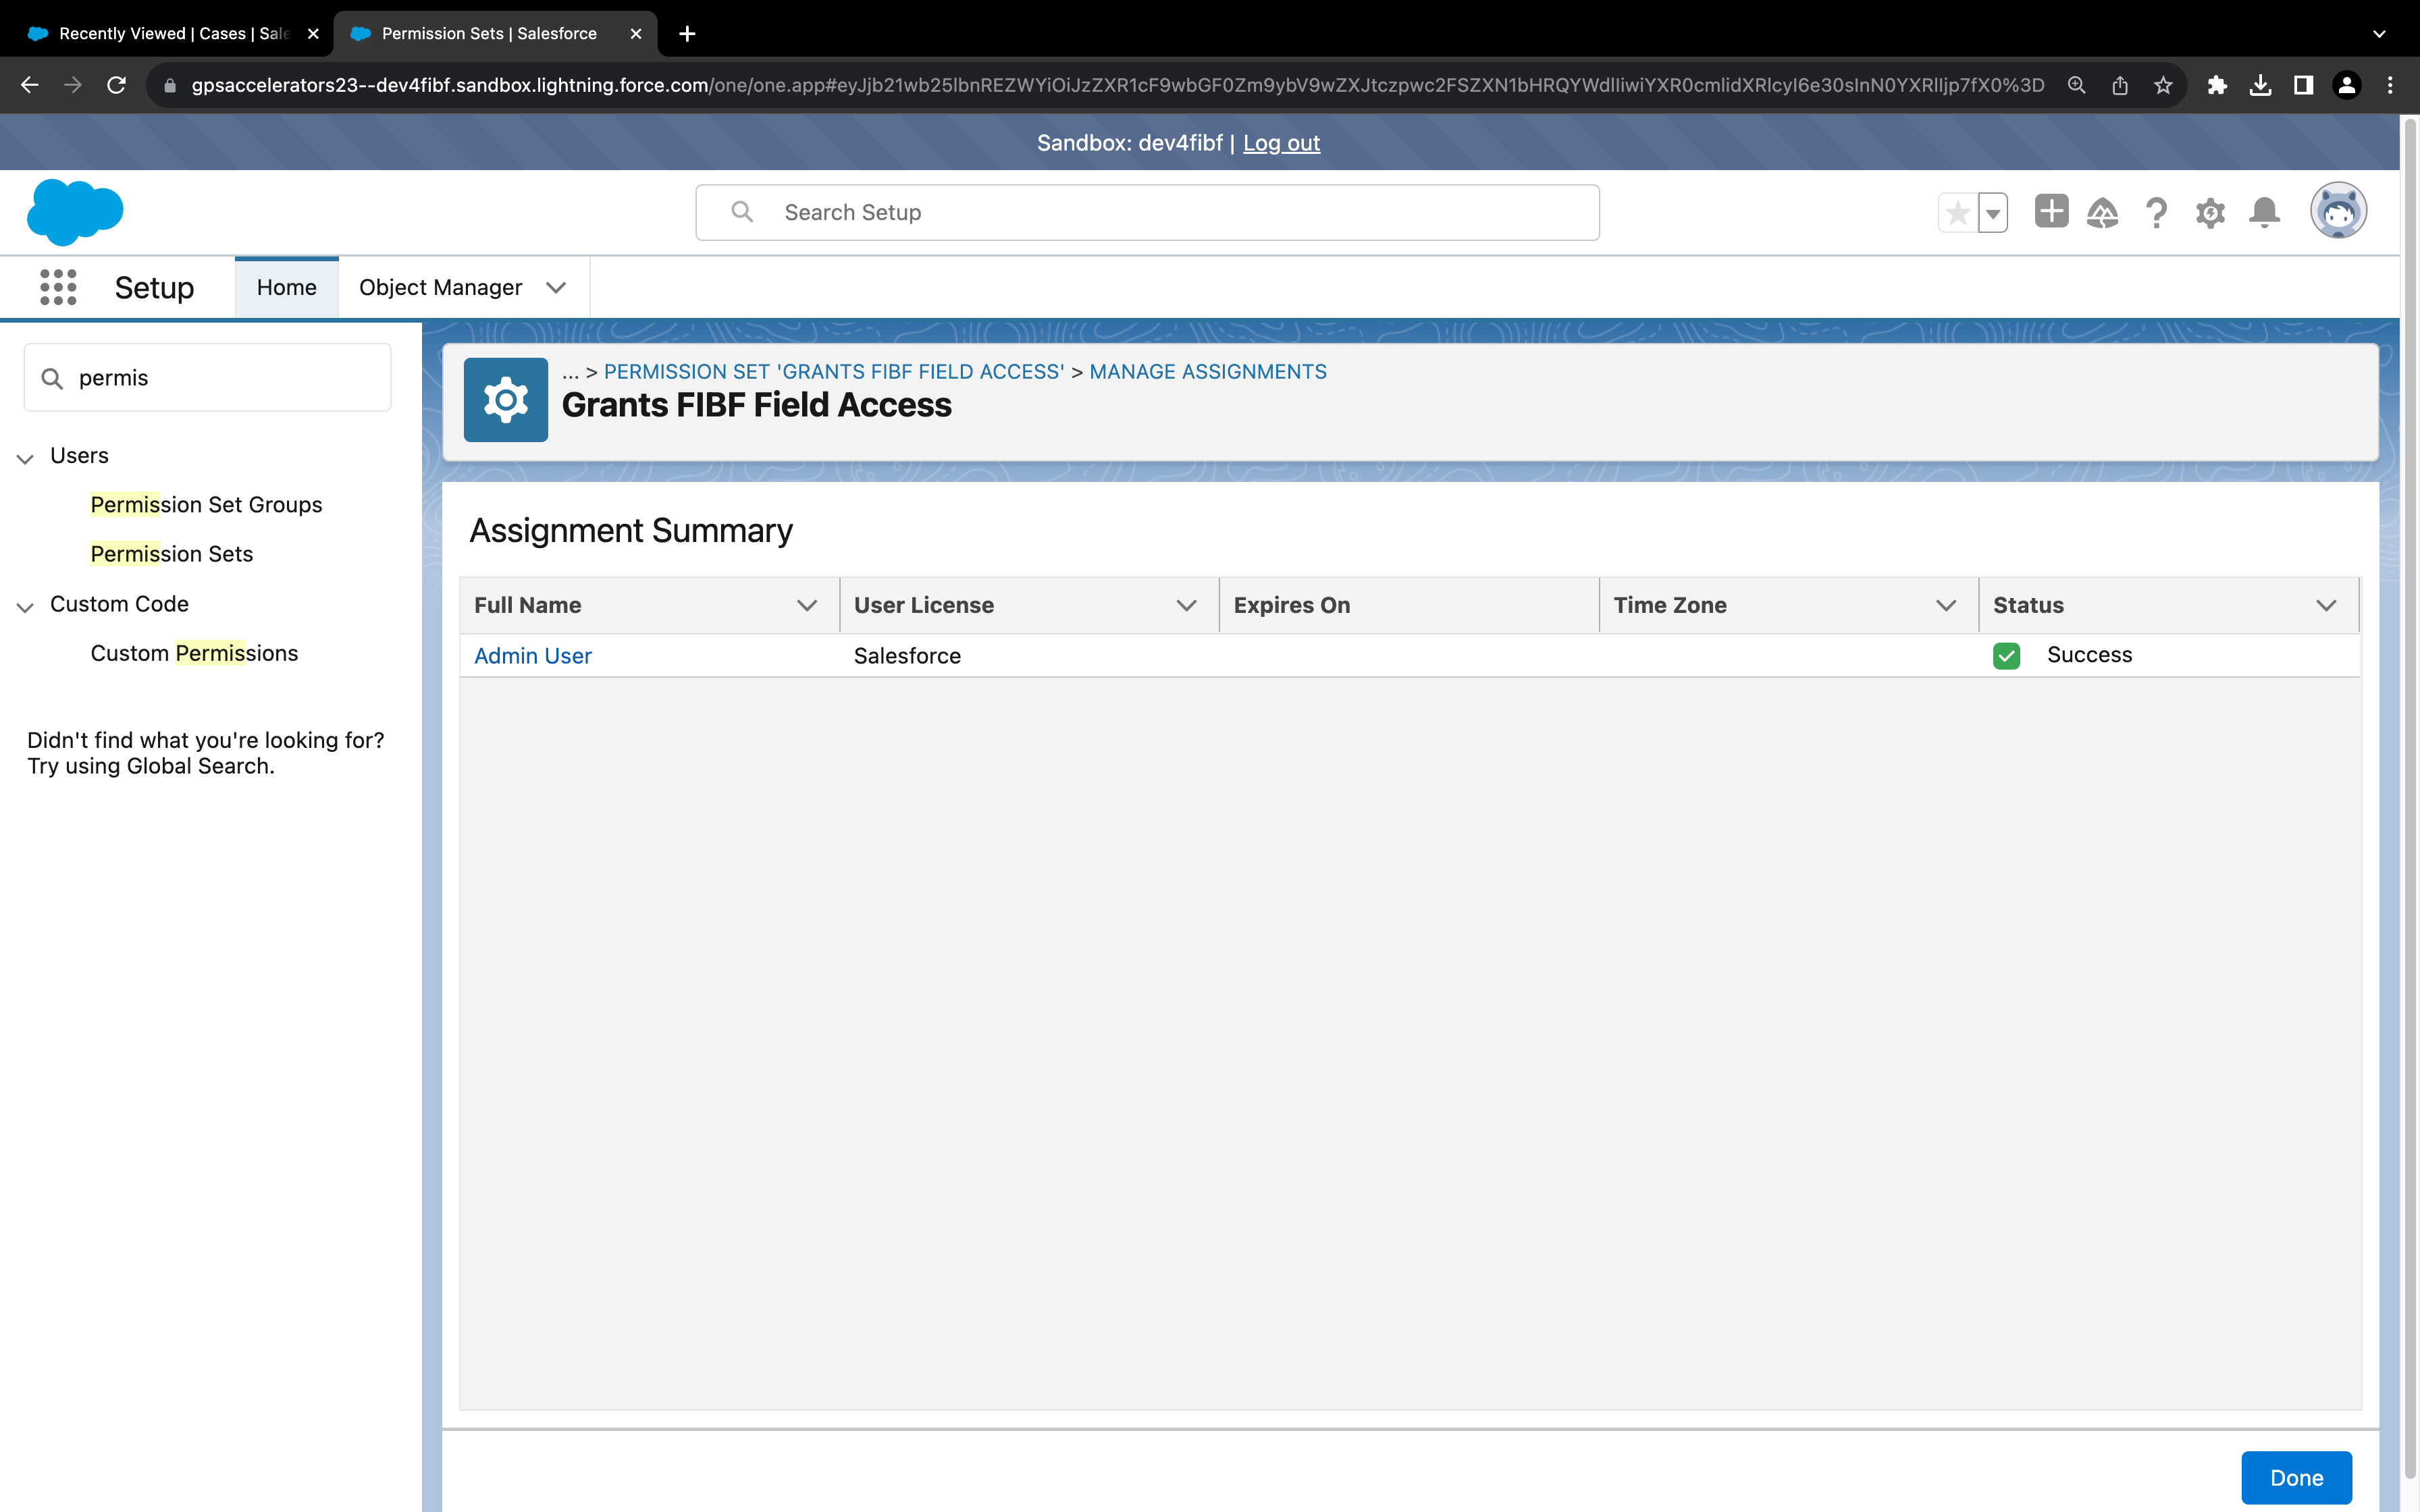 Recently Viewed | Cases | Sale
Permission Sets | Salesforce
gpsaccelerators23--dev4fibf.sandbox.lightning.force.com/one/one.app#eyJjb21wb25lbnREZWYiOiJzZXR1cF9wbGF0Zm9ybV9wZXJtczpwc2FSZXN1bHRQYWdlIiwiYXR0cmlidXRlcyI6e30sInN0YXRlIjp7fX0%3D
Sandbox: dev4fibf | Log out
Search Setup
Setup
Home
Object Manager
permis
Users
Permission Set Groups
Permission Sets
Custom Code
Custom Permissions
Didn't find what you're looking for?
Try using Global Search.
... > PERMISSION SET 'GRANTS FIBF FIELD ACCESS' > MANAGE ASSIGNMENTS
Grants FIBF Field Access
Assignment Summary
Full Name User License Expires On Time Zone Status
Admin User Salesforce Success
Done